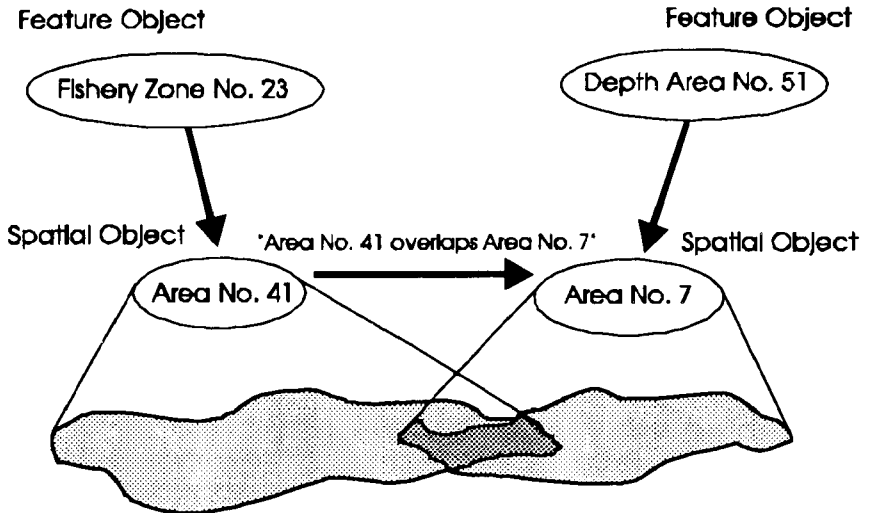 Feature Object
Feature Object
Fishery Zone No. 23
Depth Area No. 51
Spatial Object
"Area No. 41 overlaps Area No. 7"
Spatial Object
Area No. 41
Area No. 7